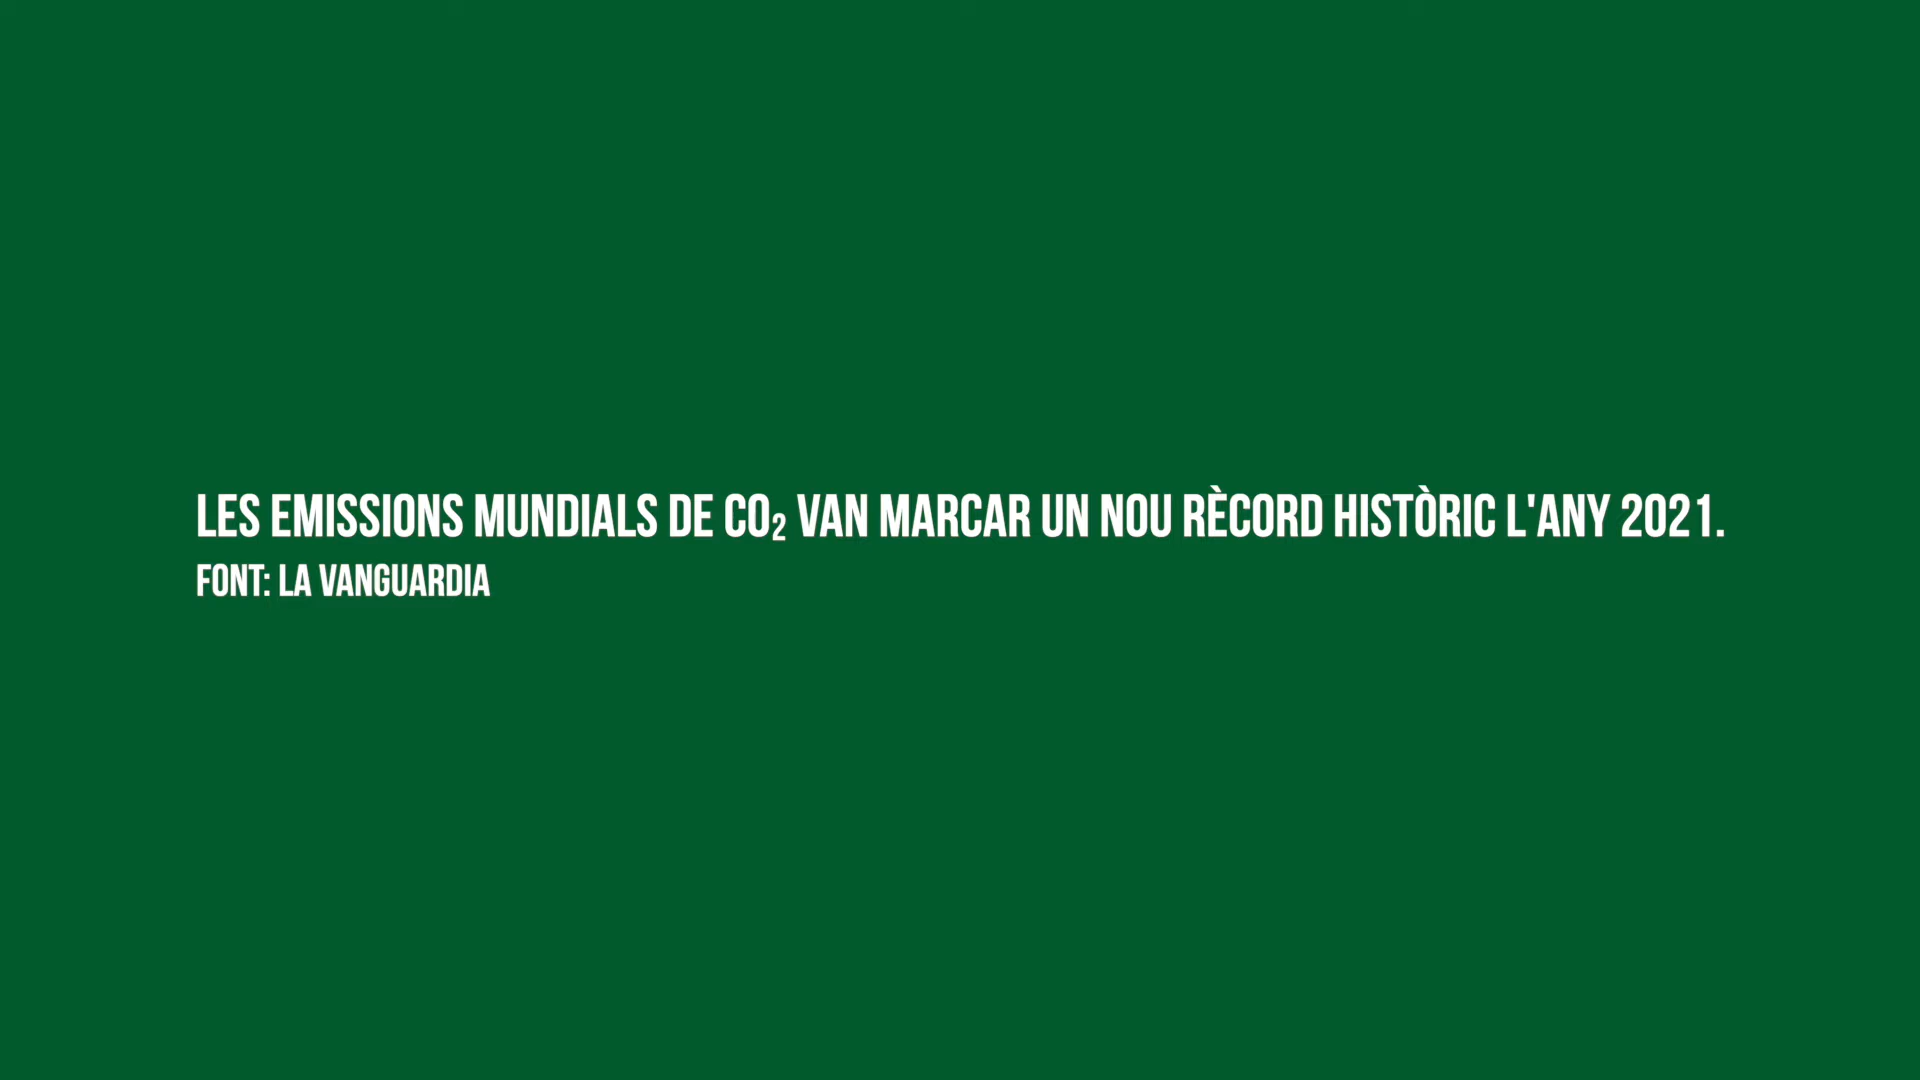 LES EMISSIONS MUNDIALS DE CO₂ VAN MARCAR UN NOU RÈCORD HISTÒRIC L'ANY 2021.
FONT: LA VANGUARDIA